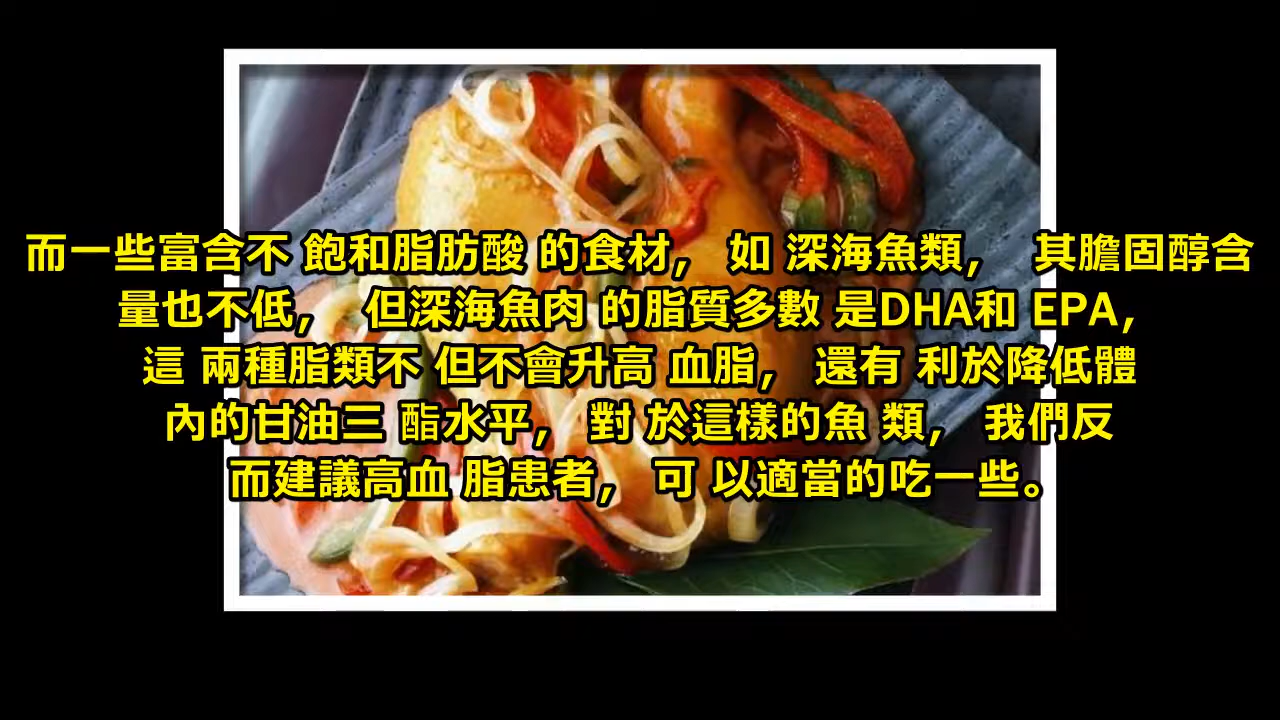 而一些富含不 飽和脂肪酸 的食材， 如 深海魚類， 其膽固醇含
量也不低， 但深海魚肉 的脂質多數 是DHA和 EPA，
這 兩種脂類不 但不會升高 血脂， 還有 利於降低體
內的甘油三 酯水平， 對 於這樣的魚 類， 我們反
而建議高血 脂患者， 可 以適當的吃一些。